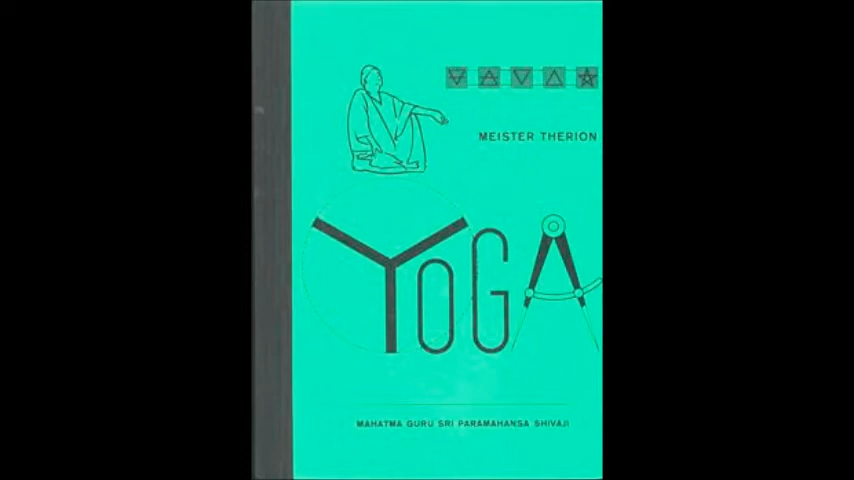 MEISTER THERION
YOGA
MAHATMA GURU SRI PARAMAHANSA SHIVAJI